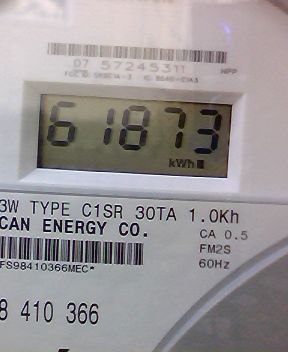 07 57245317
61873
kWh
3W TYPE C1SR 30TA 1.0Kh
CAN ENERGY CO.
CA 0.5
FM2S
60Hz
FS98410366MEC*
8 410 366